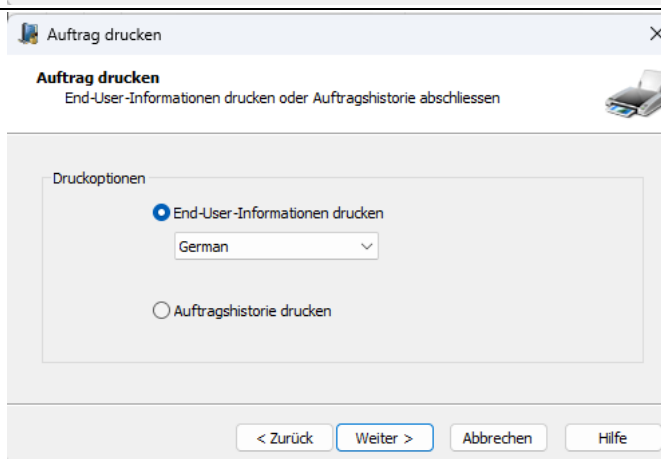 Auftrag drucken
Auftrag drucken
End-User-Informationen drucken oder Auftragshistorie abschliessen
Druckoptionen
End-User-Informationen drucken
German
Auftragshistorie drucken
< Zurück Weiter > Abbrechen Hilfe